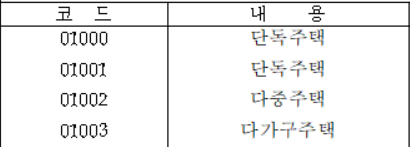 코 드 내 용
01000 단독주택
01001 단독주택
01002 다중주택
01003 다가구주택